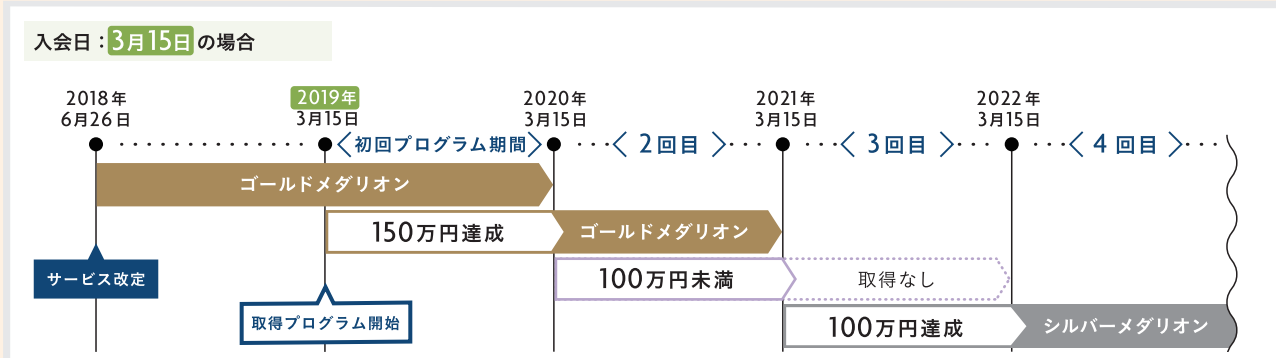 入会日：3月15日の場合
2018年
6月26日
2019年
3月15日
2020年
3月15日
2021年
3月15日
2022年
3月15日
初回プログラム期間
2回目
3回目
4回目
ゴールドメダリオン
150万円達成
ゴールドメダリオン
サービス改定
100万円未満
取得なし
取得プログラム開始
100万円達成
シルバーメダリオン